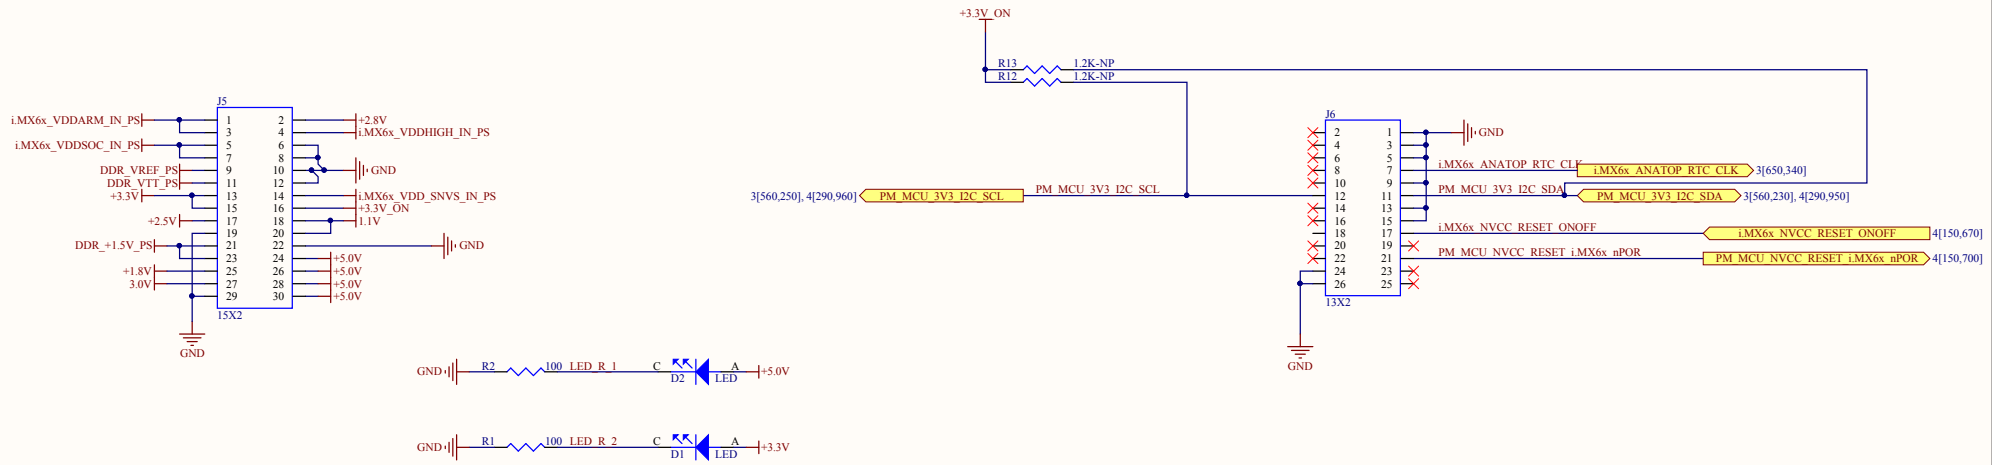 +3.3V_ON
R13 1.2K-NP
R12 1.2K-NP
J5
i.MX6x_VDDARM_IN_PS 1 2 +2.8V
3 4 i.MX6x_VDDHIGH_IN_PS
i.MX6x_VDDSOC_IN_PS 5 6
7 8
DDR_VREF_PS 9 10 GND
DDR_VTT_PS 11 12
+3.3V 13 14 i.MX6x_VDD_SNVS_IN_PS
15 16 +3.3V_ON
+2.5V 17 18 1.1V
19 20
DDR_+1.5V_PS 21 22 GND
23 24 +5.0V
+1.8V 25 26 +5.0V
3.0V 27 28 +5.0V
29 30 +5.0V
15X2
GND
J6
2 1 GND
4 3
6 5
8 7 i.MX6x_ANATOP_RTC_CLK i.MX6x_ANATOP_RTC_CLK 3[650,340]
10 9
3[560,250], 4[290,960] PM_MCU_3V3_I2C_SCL PM_MCU_3V3_I2C_SCL 12 11 PM_MCU_3V3_I2C_SDA PM_MCU_3V3_I2C_SDA 3[560,230], 4[290,950]
14 13
16 15
18 17 i.MX6x_NVCC_RESET_ONOFF i.MX6x_NVCC_RESET_ONOFF 4[150,670]
20 19
22 21 PM_MCU_NVCC_RESET_i.MX6x_nPOR PM_MCU_NVCC_RESET_i.MX6x_nPOR 4[150,700]
24 23
26 25
13X2
GND
GND R2 100 LED_R_1 C D2 LED A +5.0V
GND R1 100 LED_R_2 C D1 LED A +3.3V